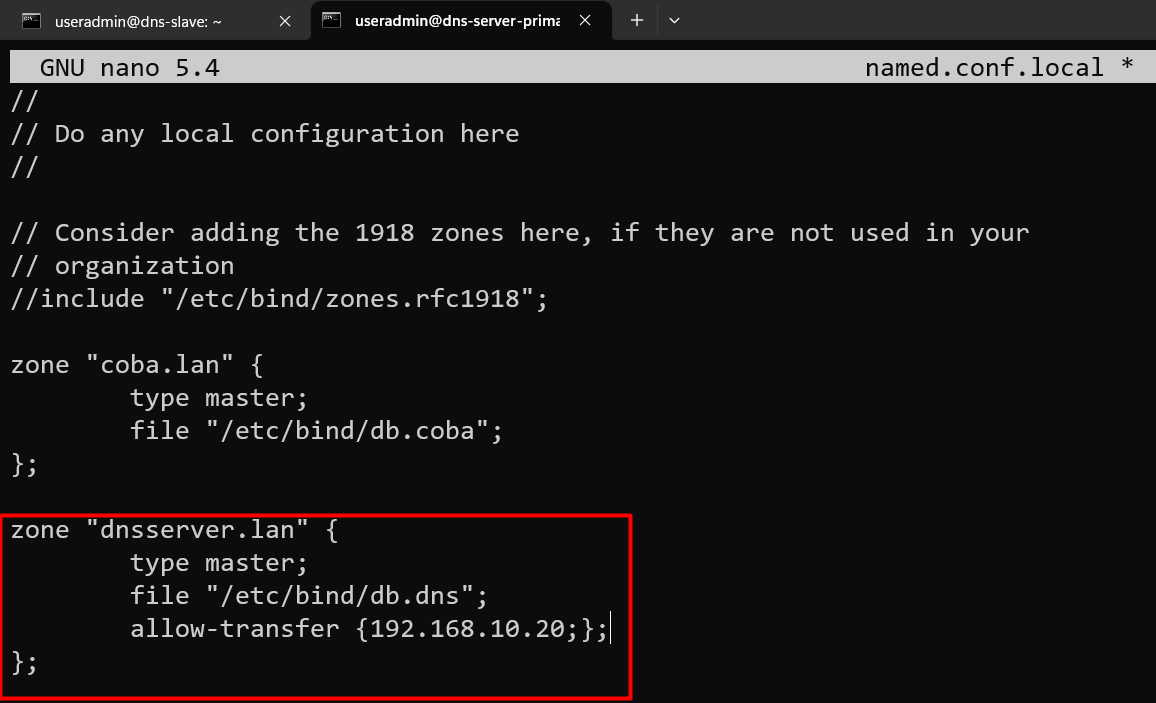 useradmin@dns-slave: ~
useradmin@dns-server-prima
GNU nano 5.4 named.conf.local *
//
// Do any local configuration here
//
// Consider adding the 1918 zones here, if they are not used in your
// organization
//include "/etc/bind/zones.rfc1918";
zone "coba.lan" {
        type master;
        file "/etc/bind/db.coba";
};
zone "dnsserver.lan" {
        type master;
        file "/etc/bind/db.dns";
        allow-transfer {192.168.10.20;};
};